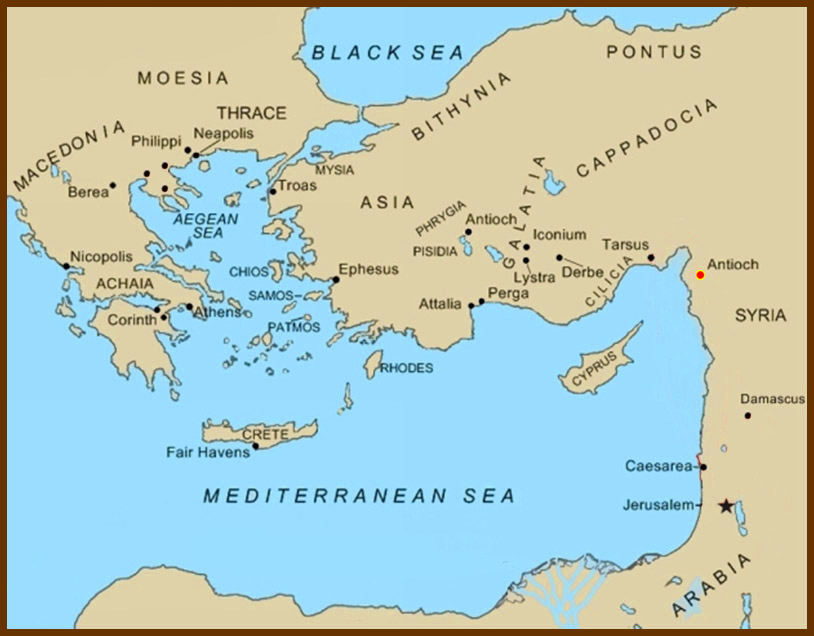 BLACK SEA
PONTUS
MOESIA
BITHYNIA
THRACE
CAPPADOCIA
MACEDONIA
Philippi
Neapolis
MYSIA
Berea
Troas
ASIA
GALATIA
PHRYGIA
Antioch
AEGEAN
SEA
Iconium
PISIDIA
Tarsus
Nicopolis
CHIOS
Ephesus
Lystra
Derbe
CILICIA
Antioch
ACHAIA
SAMOS
Attalia
Perga
Corinth
Athens
PATMOS
SYRIA
RHODES
CYPRUS
Damascus
CRETE
Fair Havens
Caesarea
MEDITERRANEAN SEA
Jerusalem
ARABIA